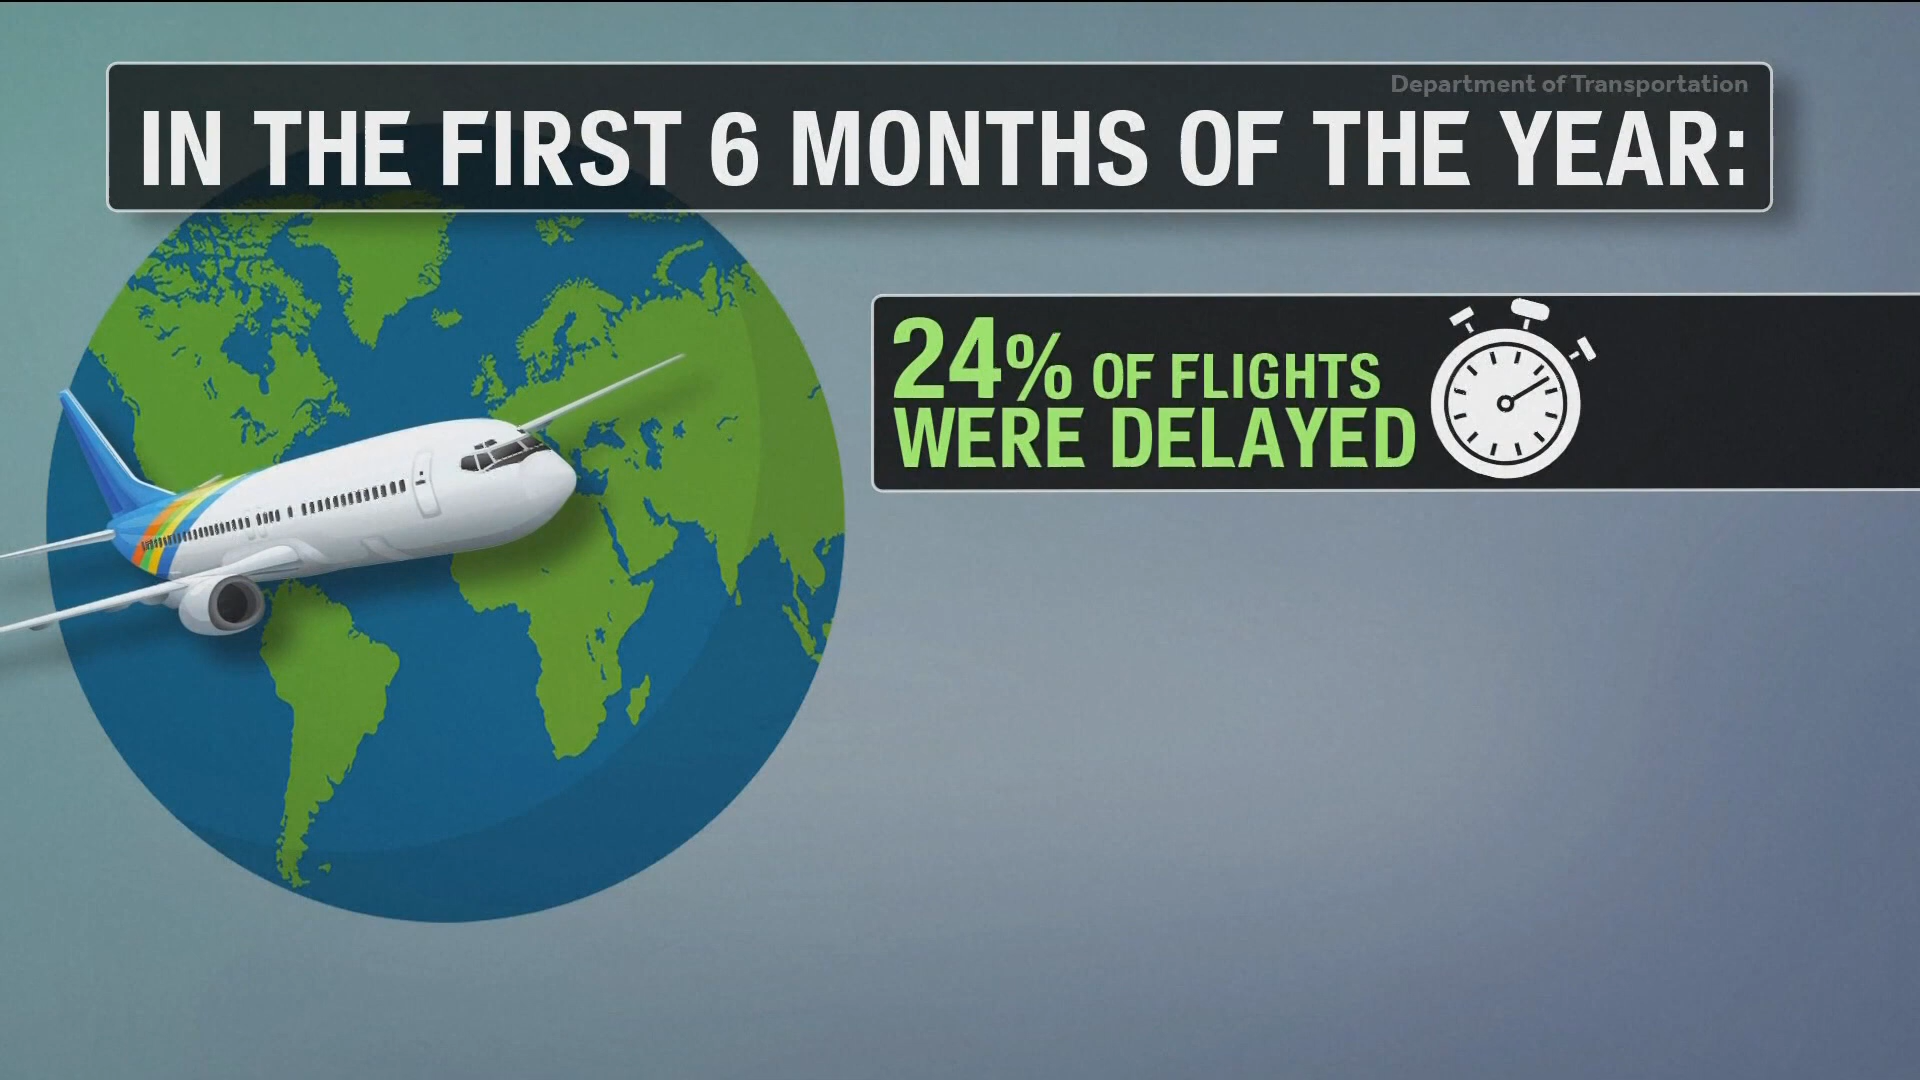 Department of Transportation
IN THE FIRST 6 MONTHS OF THE YEAR:
24% OF FLIGHTS
WERE DELAYED